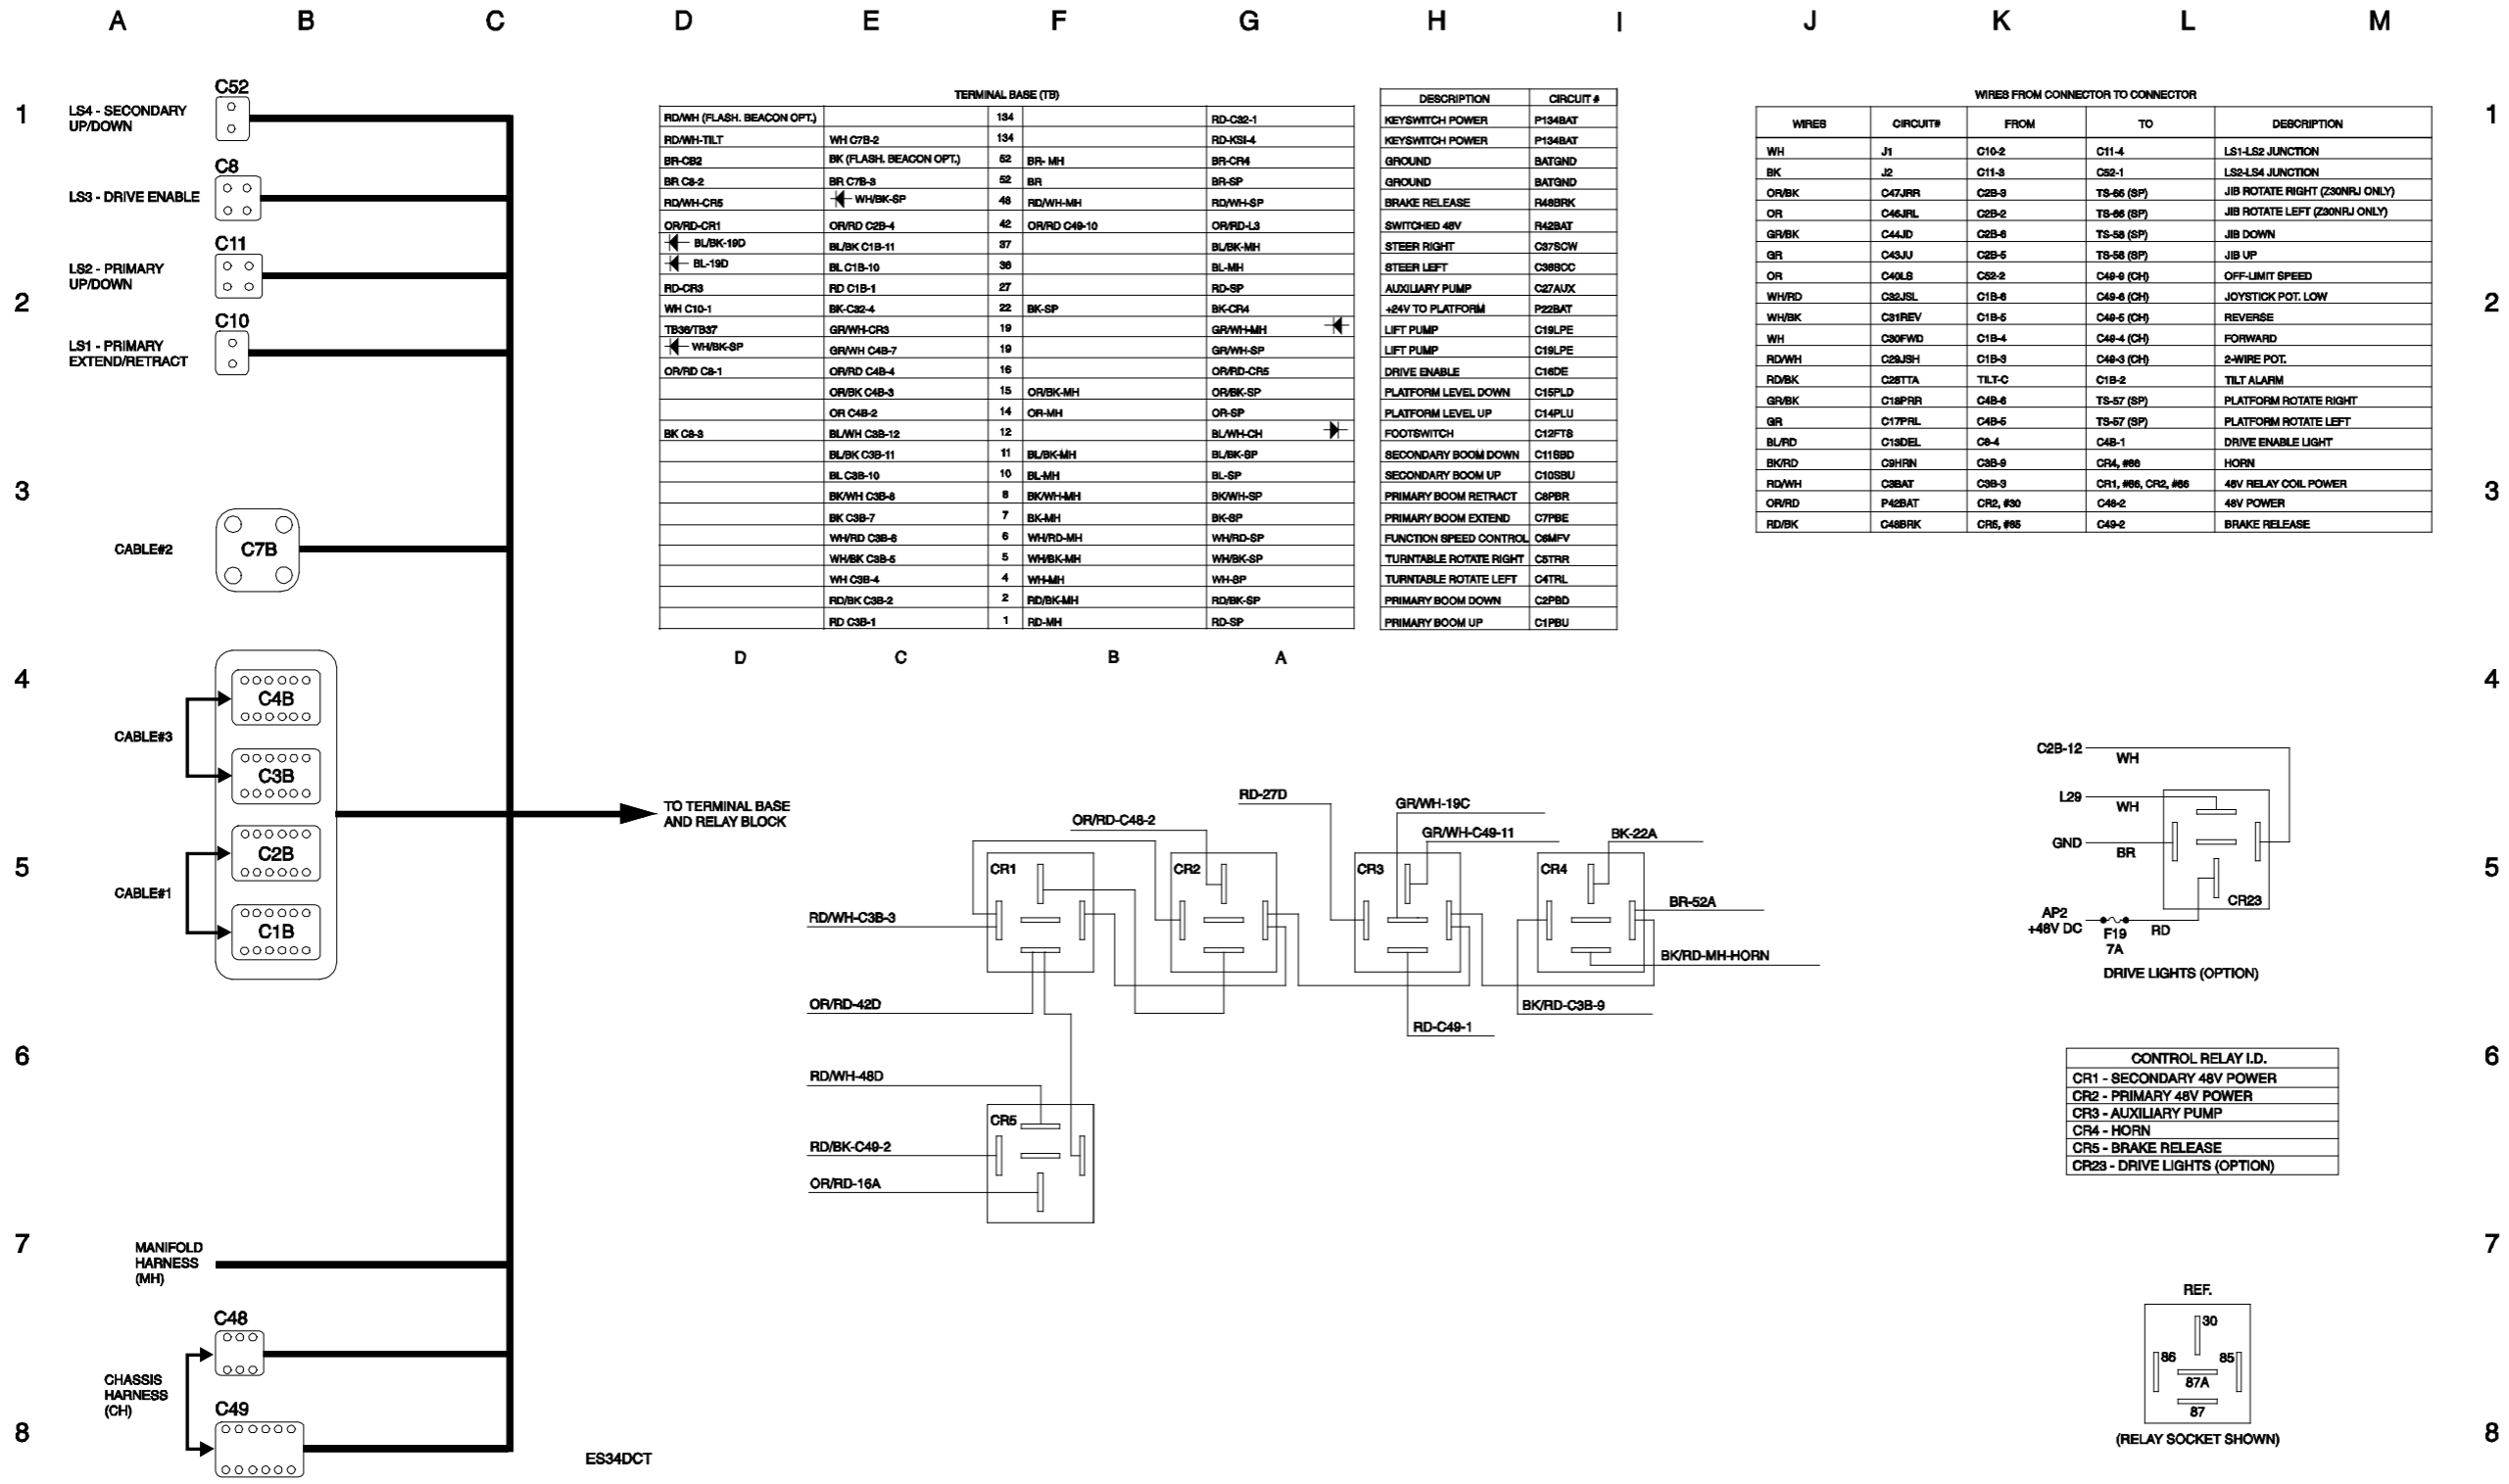 A B C D E F G H I J K L M
1 1
2 2
3 3
4 4
5 5
6 6
7 7
8 8
C52
LS4 - SECONDARY
UP/DOWN
C8
LS3 - DRIVE ENABLE
C11
LS2 - PRIMARY
UP/DOWN
C10
LS1 - PRIMARY
EXTEND/RETRACT
CABLE#2
C7B
C4B
CABLE#3
C3B
C2B
CABLE#1
C1B
TO TERMINAL BASE
AND RELAY BLOCK
MANIFOLD
HARNESS
(MH)
C48
CHASSIS
HARNESS
(CH)
C49
ES34DCT
TERMINAL BASE (TB)
DESCRIPTION CIRCUIT #
RD/WH (FLASH. BEACON OPT.) 134 RD-C32-1 KEYSWITCH POWER P134BAT
RD/WH-TILT WH C7B-2 134 RD-KSI-4 KEYSWITCH POWER P134BAT
BR-CB2 BK (FLASH. BEACON OPT.) 52 BR- MH BR-CR4 GROUND BATGND
BR C8-2 BR C7B-3 52 BR BR-SP GROUND BATGND
RD/WH-CR5 WH/BK-SP 48 RD/WH-MH RD/WH-SP BRAKE RELEASE R48BRK
OR/RD-CR1 OR/RD C2B-4 42 OR/RD C49-10 OR/RD-L3 SWITCHED 48V R42BAT
BL/BK-19D BL/BK C1B-11 37 BL/BK-MH STEER RIGHT C37SCW
BL-19D BL C1B-10 36 BL-MH STEER LEFT C36SCC
RD-CR3 RD C1B-1 27 RD-SP AUXILIARY PUMP C27AUX
WH C10-1 BK-C32-4 22 BK-SP BK-CR4 +24V TO PLATFORM P22BAT
TB36/TB37 GR/WH-CR3 19 GR/WH-MH LIFT PUMP C19LPE
WH/BK-SP GR/WH C4B-7 19 GR/WH-SP LIFT PUMP C19LPE
OR/RD C8-1 OR/RD C4B-4 16 OR/RD-CR5 DRIVE ENABLE C16DE
OR/BK C4B-3 15 OR/BK-MH OR/BK-SP PLATFORM LEVEL DOWN C15PLD
OR C4B-2 14 OR-MH OR-SP PLATFORM LEVEL UP C14PLU
BK C8-3 BL/WH C3B-12 12 BL/WH-CH FOOTSWITCH C12FTS
BL/BK C3B-11 11 BL/BK-MH BL/BK-SP SECONDARY BOOM DOWN C11SBD
BL C3B-10 10 BL-MH BL-SP SECONDARY BOOM UP C10SBU
BK/WH C3B-8 8 BK/WH-MH BK/WH-SP PRIMARY BOOM RETRACT C8PBR
BK C3B-7 7 BK-MH BK-SP PRIMARY BOOM EXTEND C7PBE
WH/RD C3B-6 6 WH/RD-MH WH/RD-SP FUNCTION SPEED CONTROL C6MFV
WH/BK C3B-5 5 WH/BK-MH WH/BK-SP TURNTABLE ROTATE RIGHT C5TRR
WH C3B-4 4 WH-MH WH-SP TURNTABLE ROTATE LEFT C4TRL
RD/BK C3B-2 2 RD/BK-MH RD/BK-SP PRIMARY BOOM DOWN C2PBD
RD C3B-1 1 RD-MH RD-SP PRIMARY BOOM UP C1PBU
D C B A
WIRES FROM CONNECTOR TO CONNECTOR
WIRES CIRCUIT# FROM TO DESCRIPTION
WH J1 C10-2 C11-4 LS1-LS2 JUNCTION
BK J2 C11-3 C52-1 LS2-LS4 JUNCTION
OR/BK C47JRR C2B-3 TS-66 (SP) JIB ROTATE RIGHT (Z30NRJ ONLY)
OR C46JRL C2B-2 TS-66 (SP) JIB ROTATE LEFT (Z30NRJ ONLY)
GR/BK C44JD C2B-6 TS-58 (SP) JIB DOWN
GR C43JU C2B-5 TS-58 (SP) JIB UP
OR C40LS C52-2 C49-9 (CH) OFF-LIMIT SPEED
WH/RD C32JSL C1B-6 C49-6 (CH) JOYSTICK POT. LOW
WH/BK C31REV C1B-5 C49-5 (CH) REVERSE
WH C30FWD C1B-4 C49-4 (CH) FORWARD
RD/WH C29JSH C1B-3 C49-3 (CH) 2-WIRE POT.
RD/BK C28TTA TILT-C C1B-2 TILT ALARM
GR/BK C18PRR C4B-6 TS-57 (SP) PLATFORM ROTATE RIGHT
GR C17PRL C4B-5 TS-57 (SP) PLATFORM ROTATE LEFT
BL/RD C13DEL C8-4 C4B-1 DRIVE ENABLE LIGHT
BK/RD C9HRN C3B-9 CR4, #86 HORN
RD/WH C3BAT C3B-3 CR1, #86, CR2, #86 48V RELAY COIL POWER
OR/RD P42BAT CR2, #30 C48-2 48V POWER
RD/BK C48BRK CR5, #85 C49-2 BRAKE RELEASE
RD-27D
GR/WH-19C
OR/RD-C48-2
GR/WH-C49-11
BK-22A
CR1
CR2
CR3
CR4
RD/WH-C3B-3
BR-52A
BK/RD-MH-HORN
OR/RD-42D
BK/RD-C3B-9
RD-C49-1
RD/WH-48D
CR5
RD/BK-C49-2
OR/RD-16A
C2B-12
WH
L29
WH
GND
BR
CR23
AP2
+48V DC
F19
7A
RD
DRIVE LIGHTS (OPTION)
CONTROL RELAY I.D.
CR1 - SECONDARY 48V POWER
CR2 - PRIMARY 48V POWER
CR3 - AUXILIARY PUMP
CR4 - HORN
CR5 - BRAKE RELEASE
CR23 - DRIVE LIGHTS (OPTION)
REF.
30
86 85
87A
87
(RELAY SOCKET SHOWN)